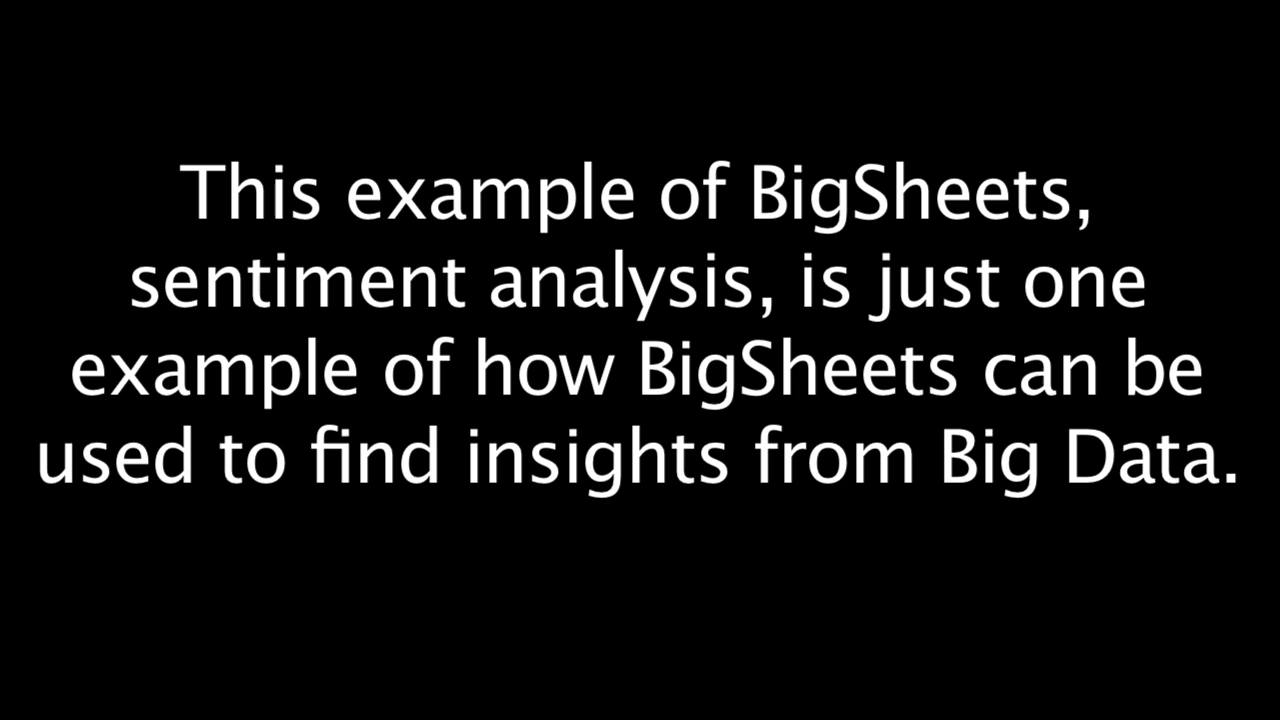 This example of BigSheets,
sentiment analysis, is just one
example of how BigSheets can be
used to find insights from Big Data.